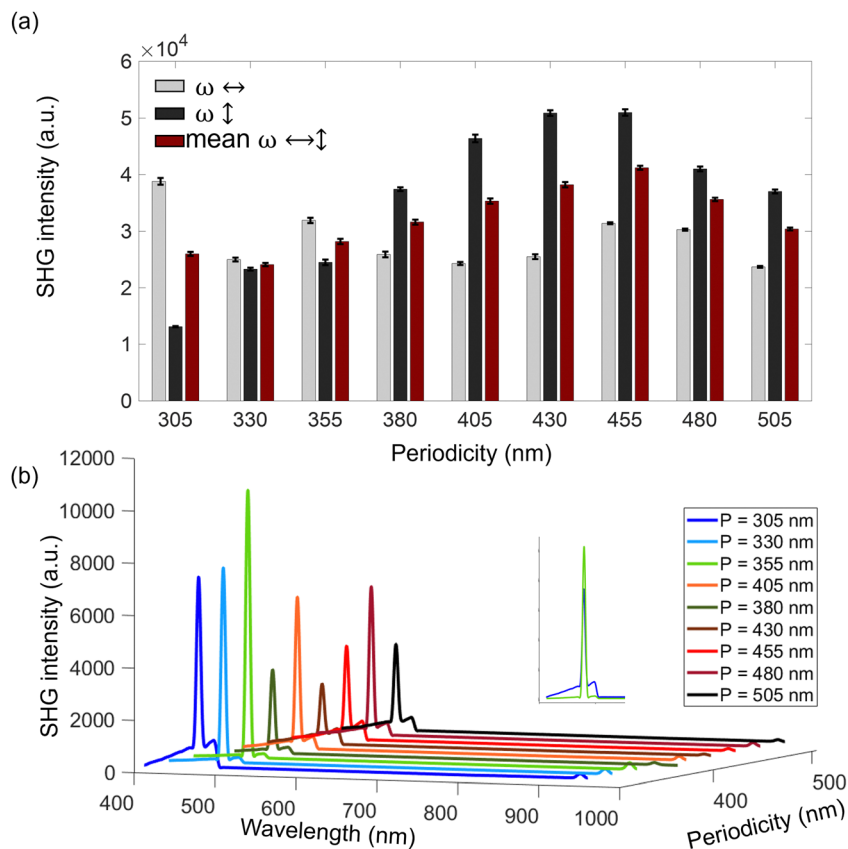 (a)
×10⁴
6
5
4
3
2
1
0
SHG intensity (a.u.)
ω ↔
ω ↕
mean ω ↔↕
305 330 355 380 405 430 455 480 505
Periodicity (nm)
(b)
12000
10000
8000
6000
4000
2000
0
SHG intensity (a.u.)
P = 305 nm
P = 330 nm
P = 355 nm
P = 405 nm
P = 380 nm
P = 430 nm
P = 455 nm
P = 480 nm
P = 505 nm
400 500 600 700 800 900 1000
Wavelength (nm)
400 500
Periodicity (nm)